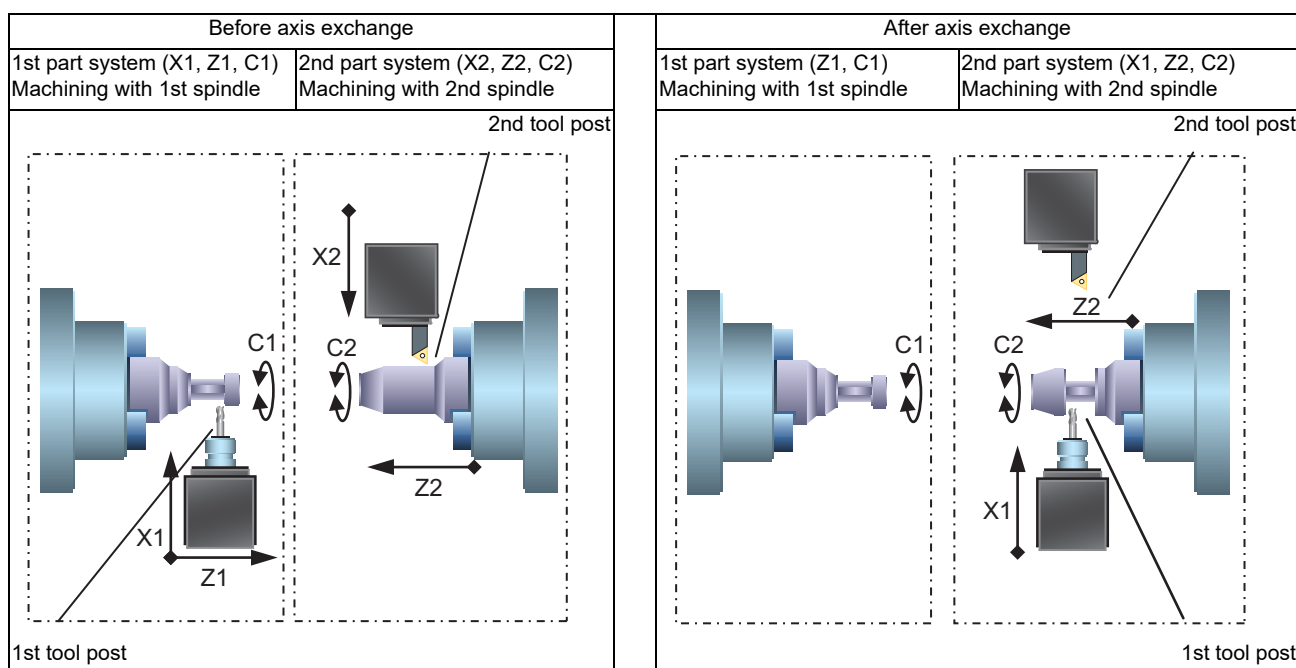 Before axis exchange
1st part system (X1, Z1, C1)
Machining with 1st spindle
2nd part system (X2, Z2, C2)
Machining with 2nd spindle
2nd tool post
X2
C1
C2
Z2
X1
Z1
1st tool post
After axis exchange
1st part system (Z1, C1)
Machining with 1st spindle
2nd part system (X1, Z2, C2)
Machining with 2nd spindle
2nd tool post
Z2
C1
C2
X1
1st tool post